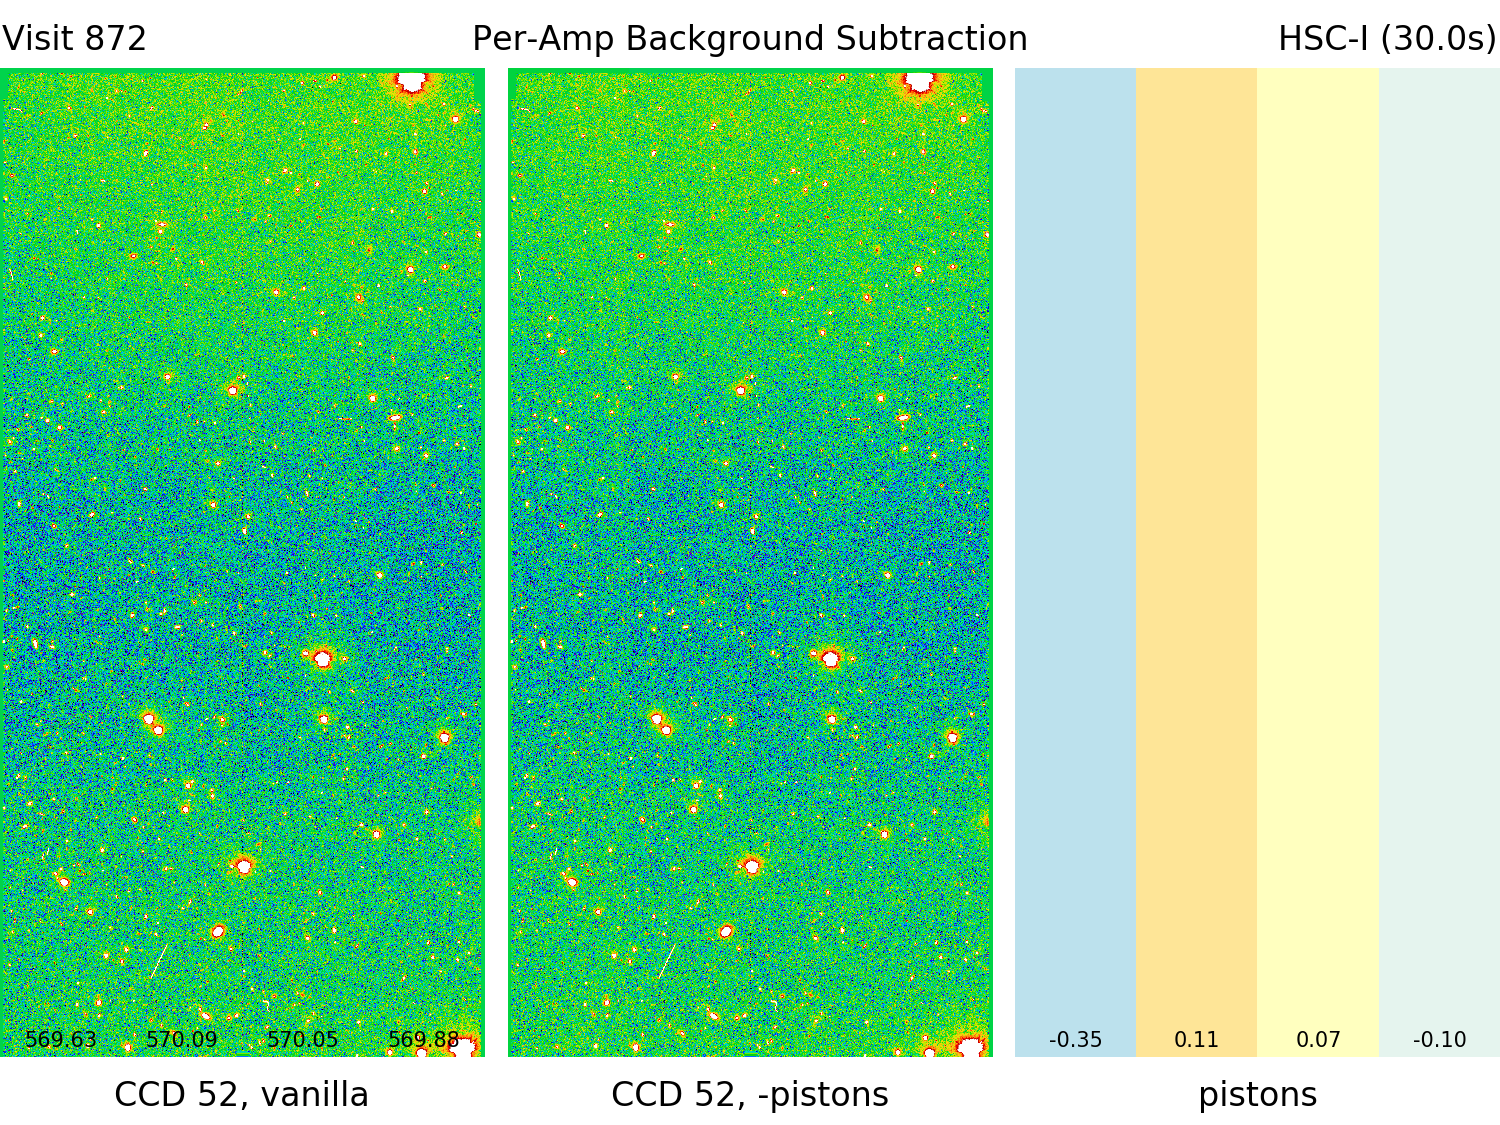 Visit 872 Per-Amp Background Subtraction HSC-I (30.0s)
569.63 570.09 570.05 569.88 -0.35 0.11 0.07 -0.10
CCD 52, vanilla CCD 52, -pistons pistons